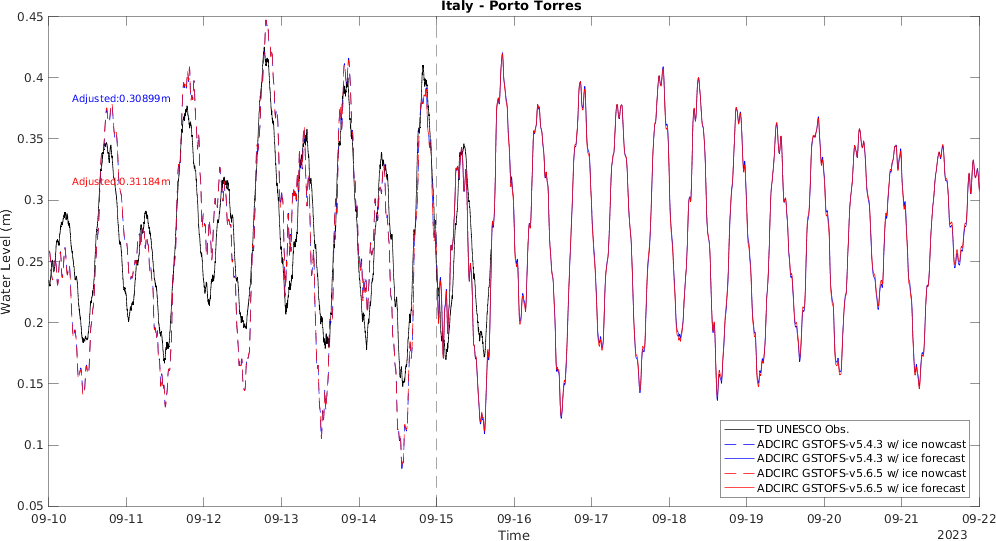 Italy - Porto Torres
0.45
0.4
0.35
0.3
0.25
0.2
0.15
0.1
0.05
Water Level (m)
Adjusted:0.30899m
Adjusted:0.31184m
TD UNESCO Obs.
ADCIRC GSTOFS-v5.4.3 w/ ice nowcast
ADCIRC GSTOFS-v5.4.3 w/ ice forecast
ADCIRC GSTOFS-v5.6.5 w/ ice nowcast
ADCIRC GSTOFS-v5.6.5 w/ ice forecast
09-10 09-11 09-12 09-13 09-14 09-15 09-16 09-17 09-18 09-19 09-20 09-21 09-22
Time
2023